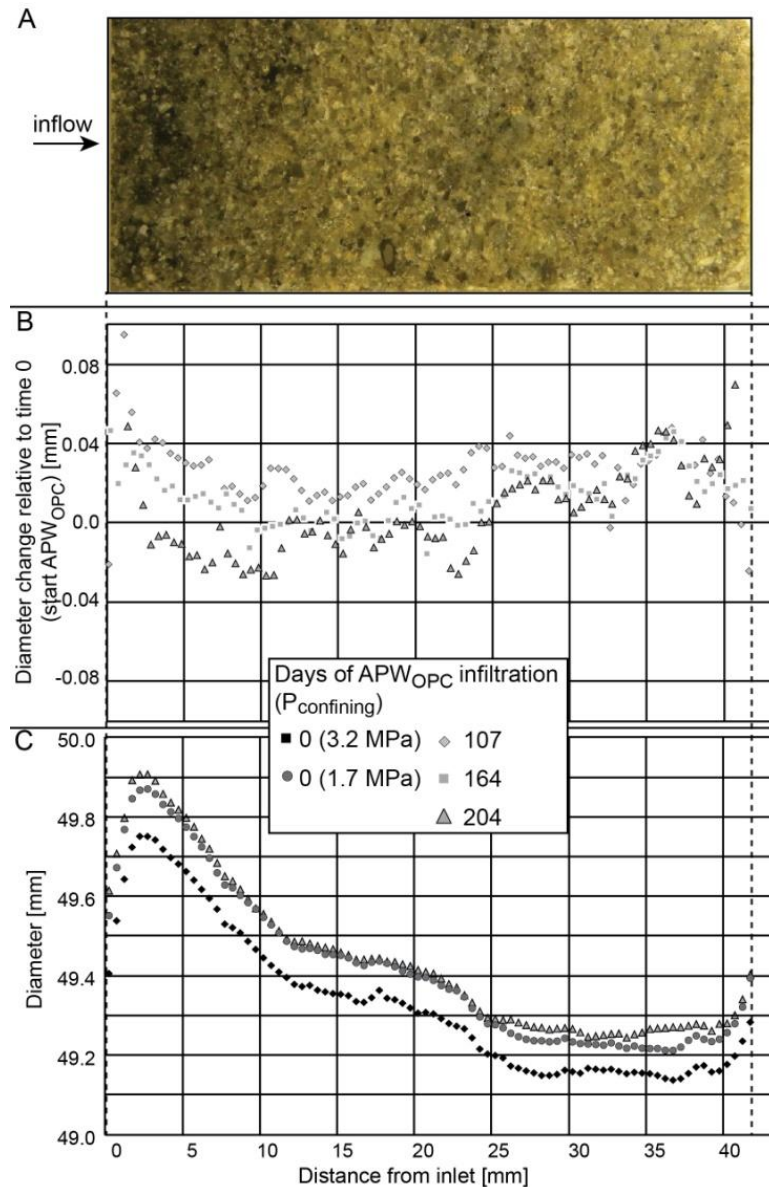 A
inflow
B
Diameter change relative to time 0
(start APWOPC) [mm]
0.08
0.04
0.0
-0.04
-0.08
Days of APWOPC infiltration
(Pconfining)
0 (3.2 MPa)
107
0 (1.7 MPa)
164
204
C
Diameter [mm]
50.0
49.8
49.6
49.4
49.2
49.0
0 5 10 15 20 25 30 35 40
Distance from inlet [mm]